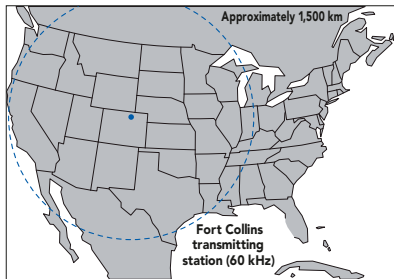 Approximately 1,500 km
Fort Collins
transmitting
station (60 kHz)